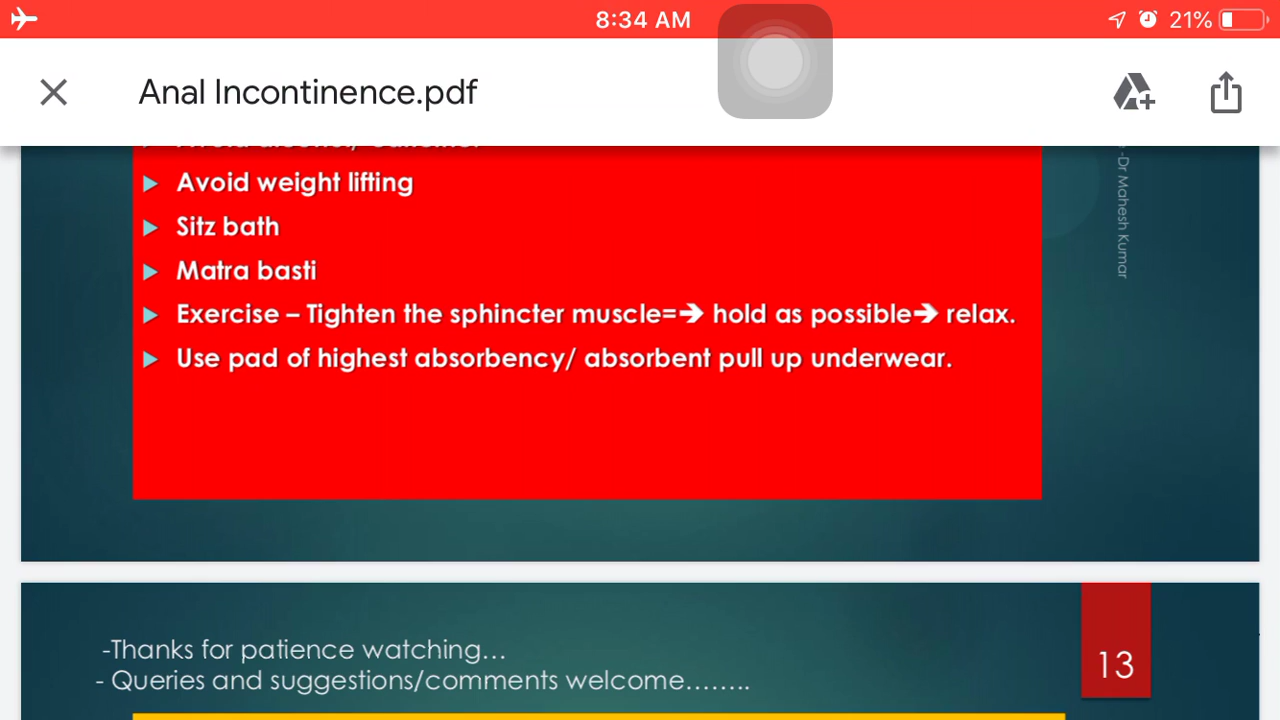 8:34 AM
21%
Anal Incontinence.pdf
Avoid weight lifting
Sitz bath
Matra basti
Exercise – Tighten the sphincter muscle=➔ hold as possible➔ relax.
Use pad of highest absorbency/ absorbent pull up underwear.
-Dr Mahesh Kumar
-Thanks for patience watching…
- Queries and suggestions/comments welcome……..
13